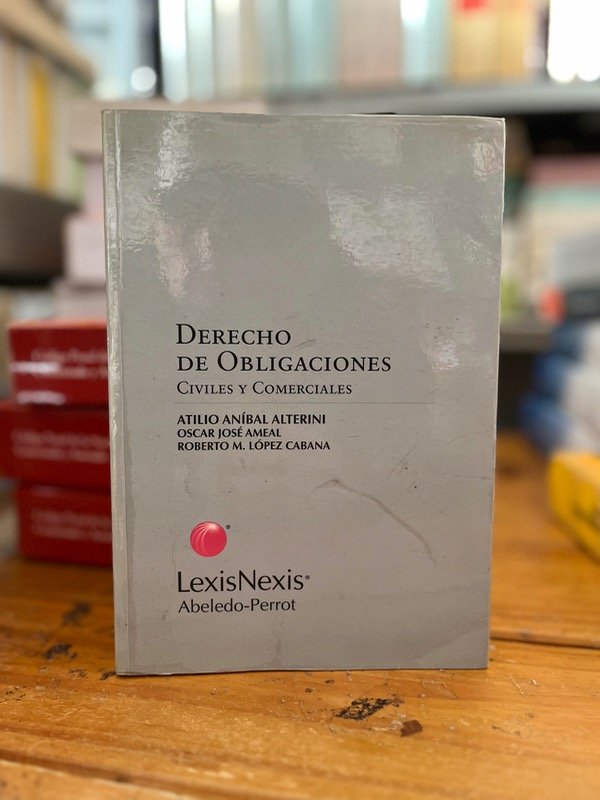 DERECHO
DE OBLIGACIONES
CIVILES Y COMERCIALES
ATILIO ANÍBAL ALTERINI
OSCAR JOSÉ AMEAL
ROBERTO M. LÓPEZ CABANA
®
LexisNexis®
Abeledo-Perrot